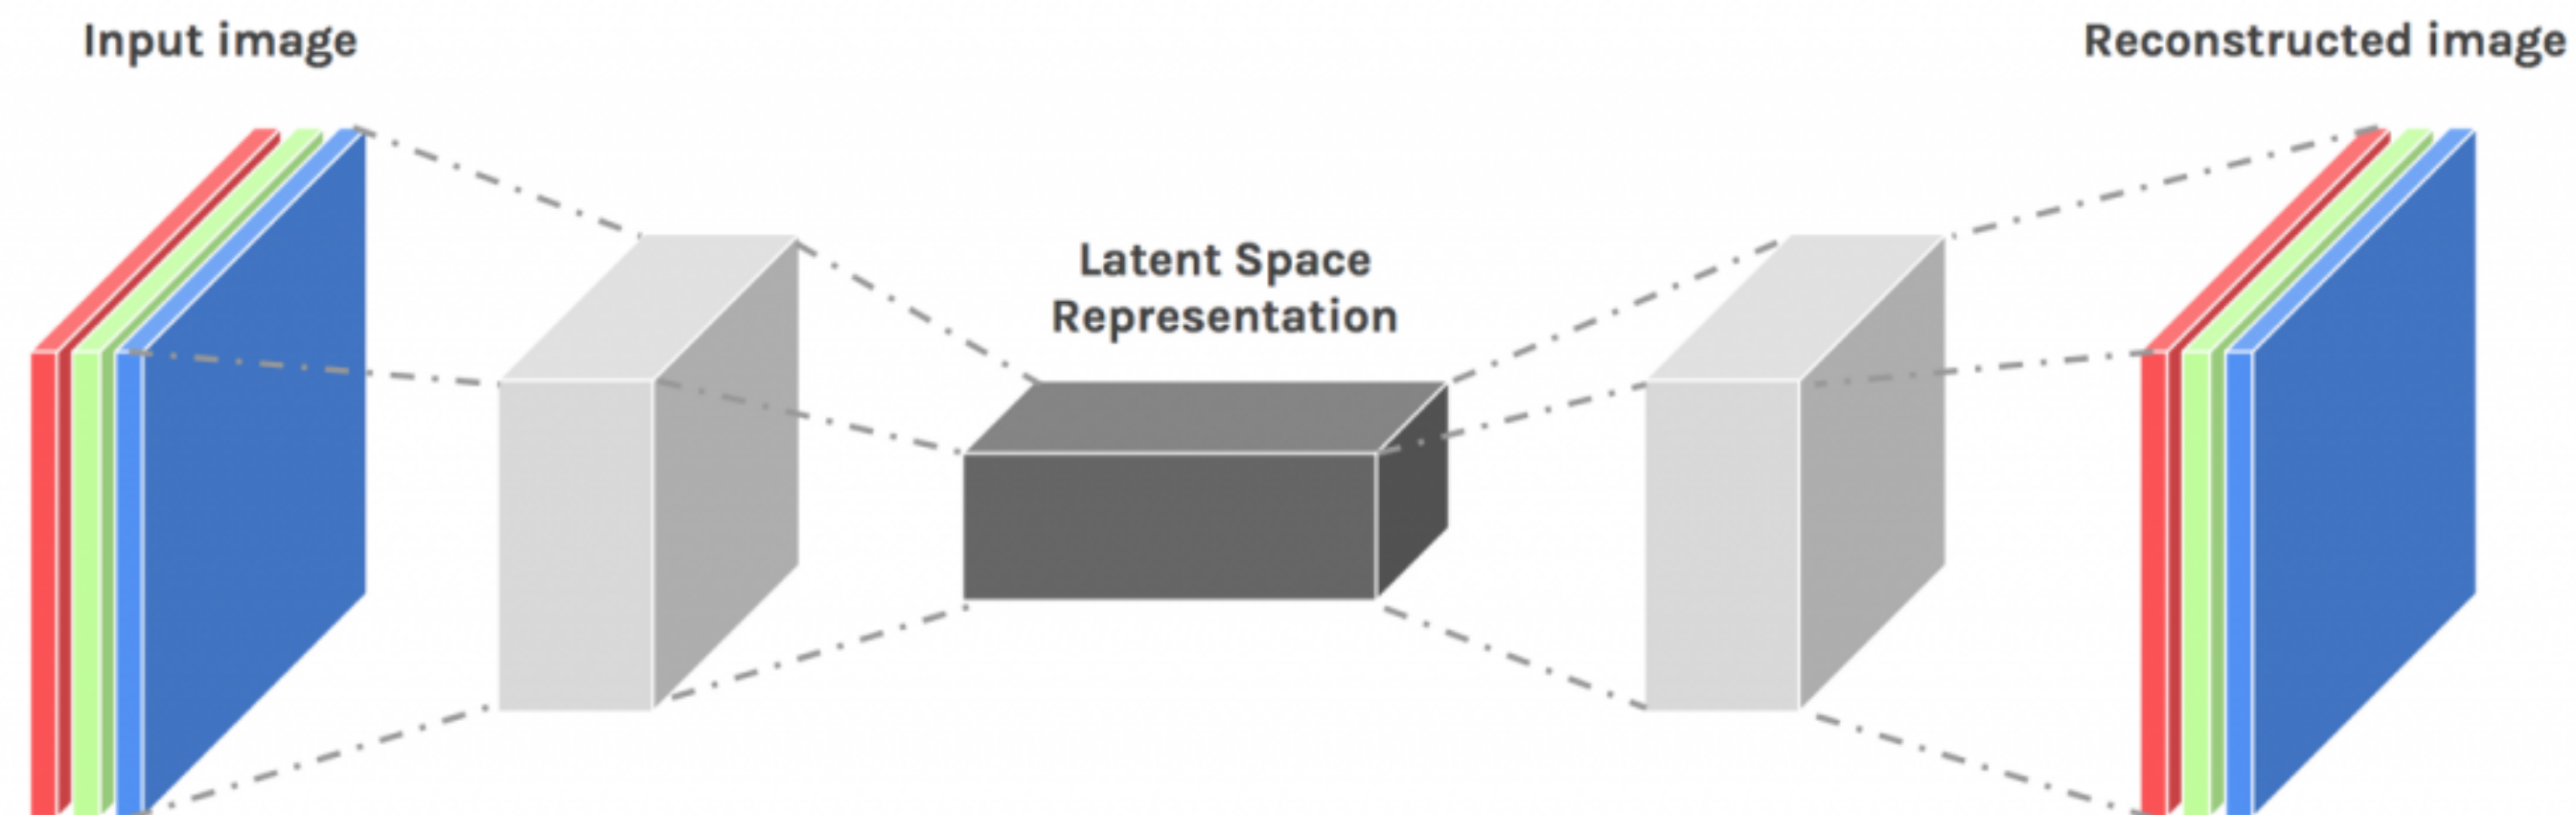 Input image
Reconstructed image
Latent Space
Representation